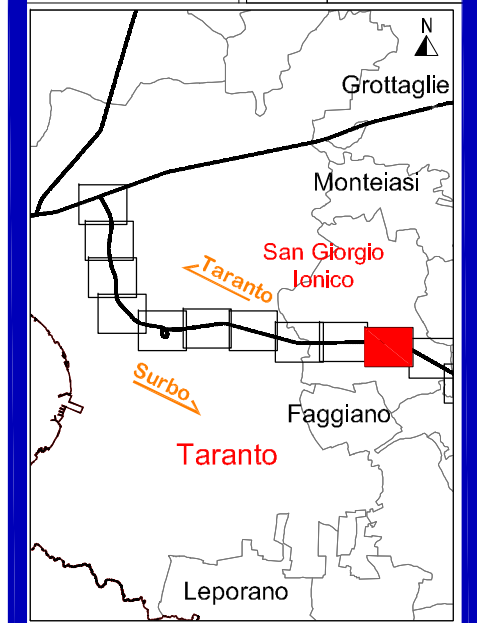 N
Grottaglie
Monteiasi
San Giorgio
Ionico
Taranto
Surbo
Faggiano
Taranto
Leporano